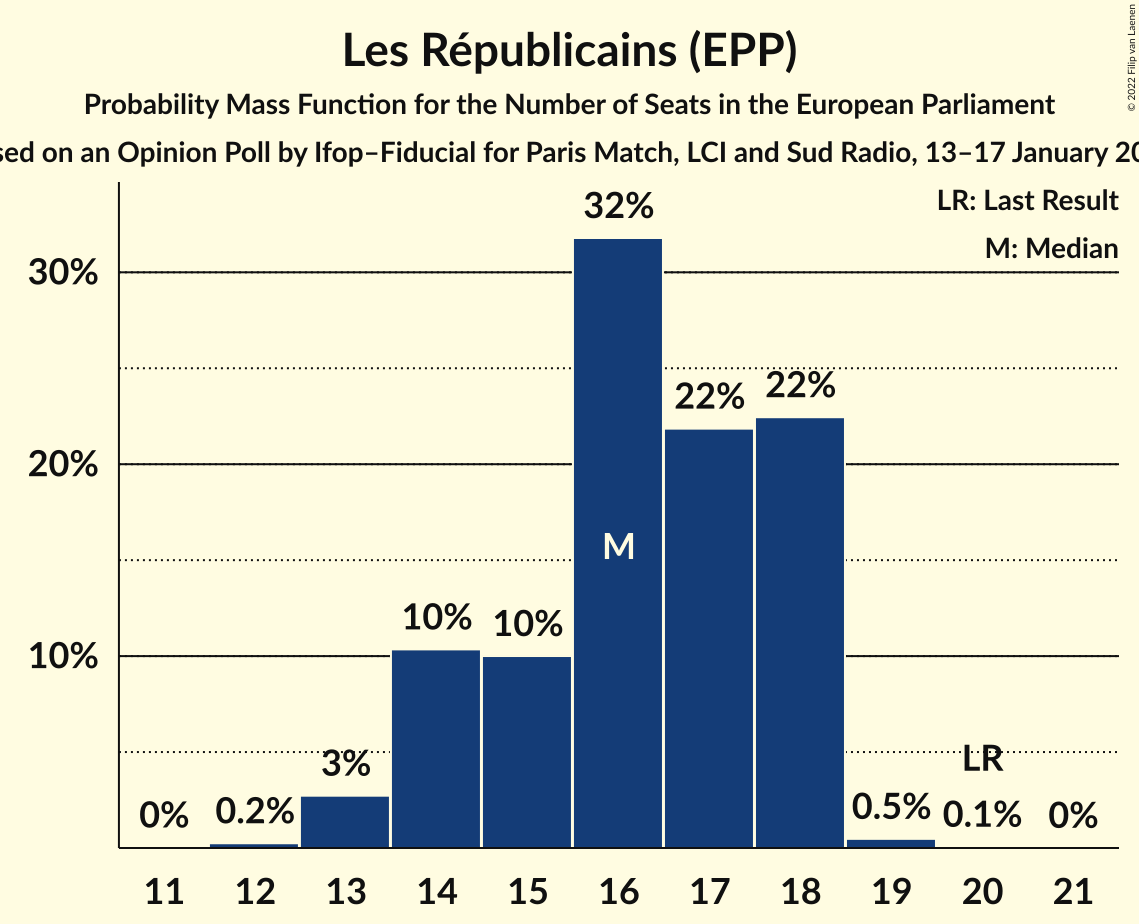 Les Républicains (EPP)
Probability Mass Function for the Number of Seats in the European Parliament
on an Opinion Poll by Ifop–Fiducial for Paris Match, LCI and Sud Radio, 13–17 January
© 2022 Filip van Laenen
LR: Last Result
M: Median
30%
20%
10%
0%
0.2%
3%
10%
10%
32%
M
22%
22%
0.5%
LR
0.1%
0%
11 12 13 14 15 16 17 18 19 20 21